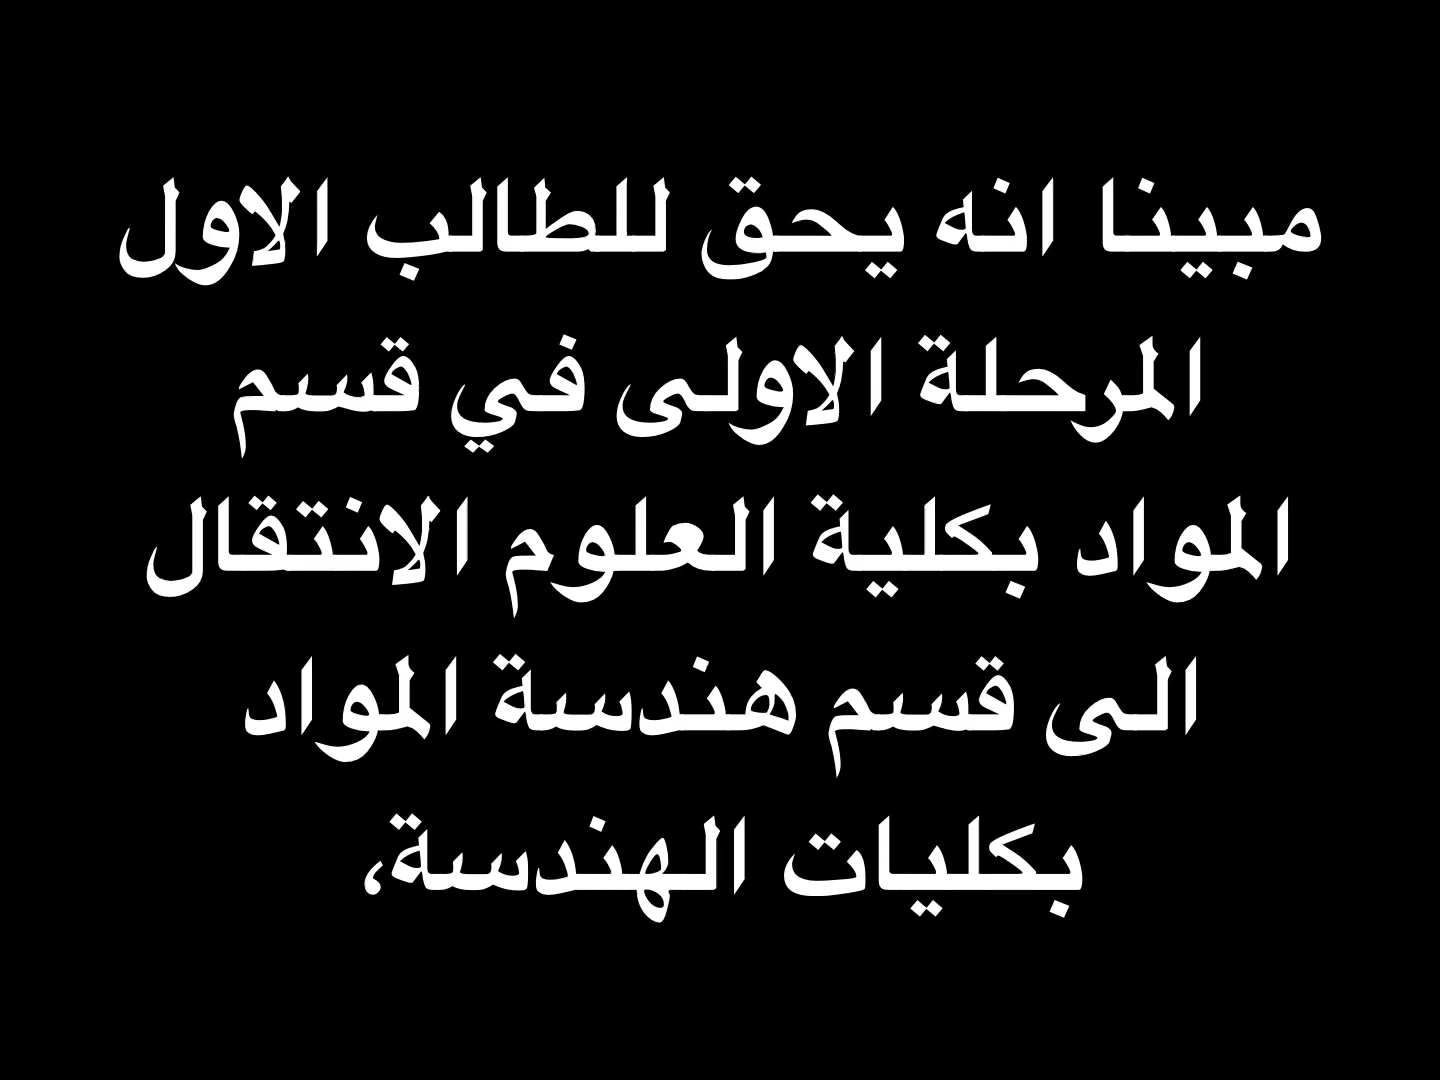 مبينا انه يحق للطالب الاول
المرحلة الاولى في قسم
المواد بكلية العلوم الانتقال
الى قسم هندسة المواد
بكليات الهندسة،